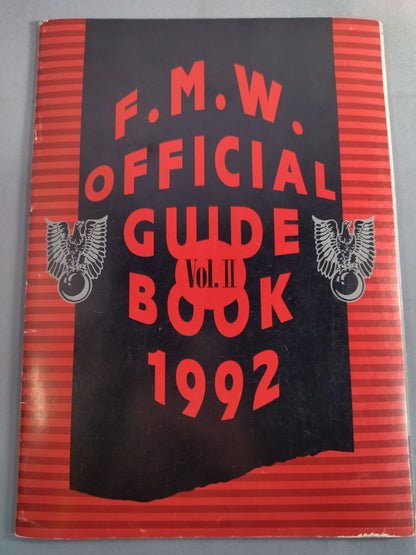 F.M.W.
OFFICIAL
GUIDE
Vol. II
BOOK
1992